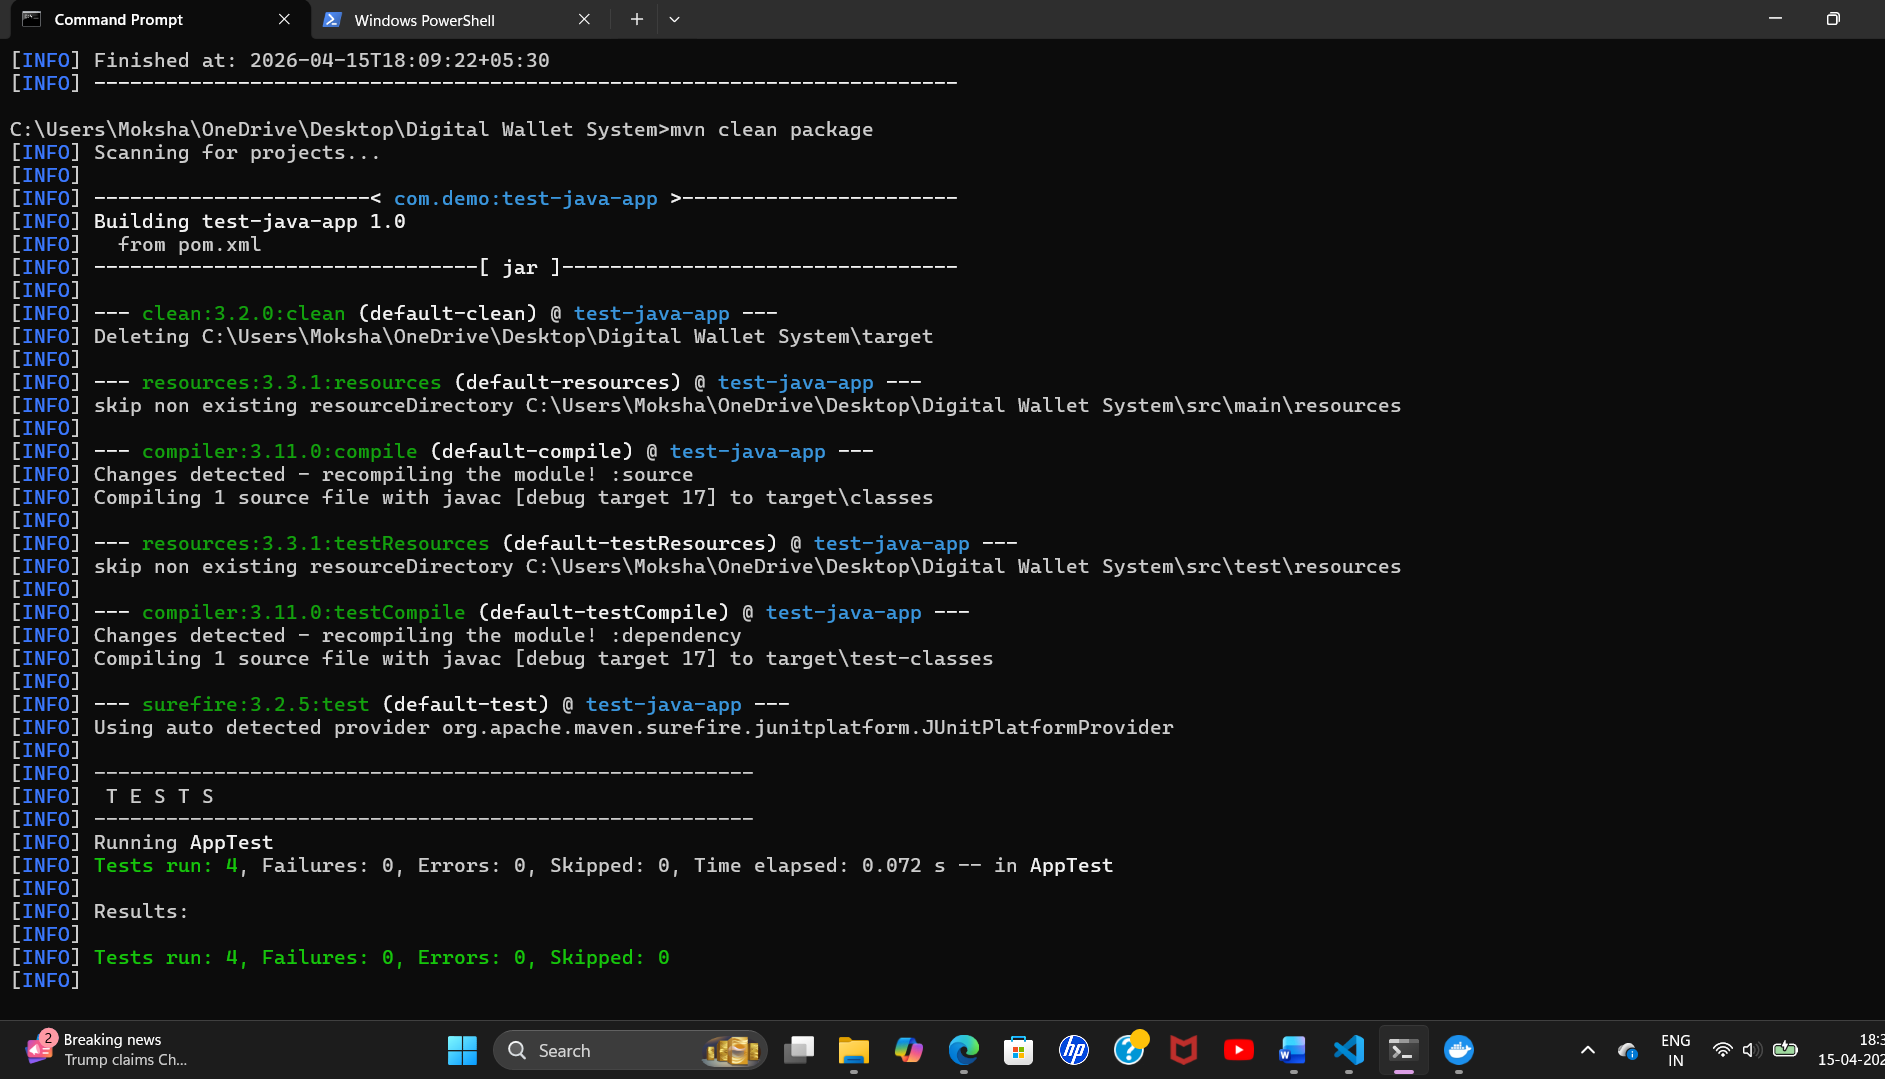 Command Prompt
Windows PowerShell
[INFO] Finished at: 2026-04-15T18:09:22+05:30
[INFO] ------------------------------------------------------------------------
C:\Users\Moksha\OneDrive\Desktop\Digital Wallet System>mvn clean package
[INFO] Scanning for projects...
[INFO]
[INFO] -----------------------< com.demo:test-java-app >-----------------------
[INFO] Building test-java-app 1.0
[INFO]   from pom.xml
[INFO] --------------------------------[ jar ]---------------------------------
[INFO]
[INFO] --- clean:3.2.0:clean (default-clean) @ test-java-app ---
[INFO] Deleting C:\Users\Moksha\OneDrive\Desktop\Digital Wallet System\target
[INFO]
[INFO] --- resources:3.3.1:resources (default-resources) @ test-java-app ---
[INFO] skip non existing resourceDirectory C:\Users\Moksha\OneDrive\Desktop\Digital Wallet System\src\main\resources
[INFO]
[INFO] --- compiler:3.11.0:compile (default-compile) @ test-java-app ---
[INFO] Changes detected - recompiling the module! :source
[INFO] Compiling 1 source file with javac [debug target 17] to target\classes
[INFO]
[INFO] --- resources:3.3.1:testResources (default-testResources) @ test-java-app ---
[INFO] skip non existing resourceDirectory C:\Users\Moksha\OneDrive\Desktop\Digital Wallet System\src\test\resources
[INFO]
[INFO] --- compiler:3.11.0:testCompile (default-testCompile) @ test-java-app ---
[INFO] Changes detected - recompiling the module! :dependency
[INFO] Compiling 1 source file with javac [debug target 17] to target\test-classes
[INFO]
[INFO] --- surefire:3.2.5:test (default-test) @ test-java-app ---
[INFO] Using auto detected provider org.apache.maven.surefire.junitplatform.JUnitPlatformProvider
[INFO]
[INFO] -------------------------------------------------------
[INFO]  T E S T S
[INFO] -------------------------------------------------------
[INFO] Running AppTest
[INFO] Tests run: 4, Failures: 0, Errors: 0, Skipped: 0, Time elapsed: 0.072 s -- in AppTest
[INFO]
[INFO] Results:
[INFO]
[INFO] Tests run: 4, Failures: 0, Errors: 0, Skipped: 0
[INFO]
2
Breaking news
Trump claims Ch...
Search
hp
W
ENG
IN
18:3
15-04-202